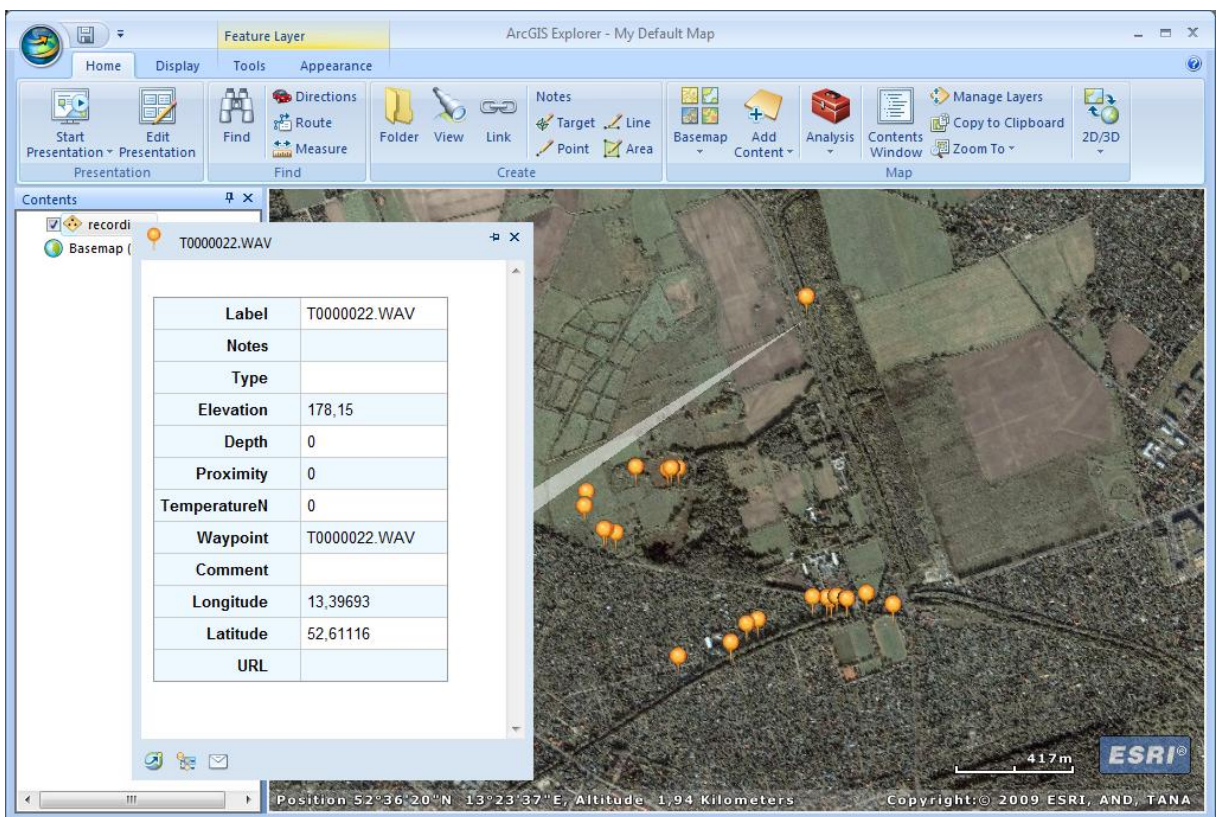 Feature Layer
ArcGIS Explorer - My Default Map
Home
Display
Tools
Appearance
Start Presentation
Edit Presentation
Presentation
Find
Directions
Route
Measure
Find
Folder
View
Link
Notes
Target
Line
Point
Area
Create
Basemap
Add Content
Analysis
Contents Window
Manage Layers
Copy to Clipboard
Zoom To
2D/3D
Map
Contents
recordi
Basemap (
T0000022.WAV
Label T0000022.WAV
Notes
Type
Elevation 178,15
Depth 0
Proximity 0
TemperatureN 0
Waypoint T0000022.WAV
Comment
Longitude 13,39693
Latitude 52,61116
URL
417m
ESRI®
Position 52°36'20"N 13°23'37"E, Altitude 1,94 Kilometers
Copyright:© 2009 ESRI, AND, TANA